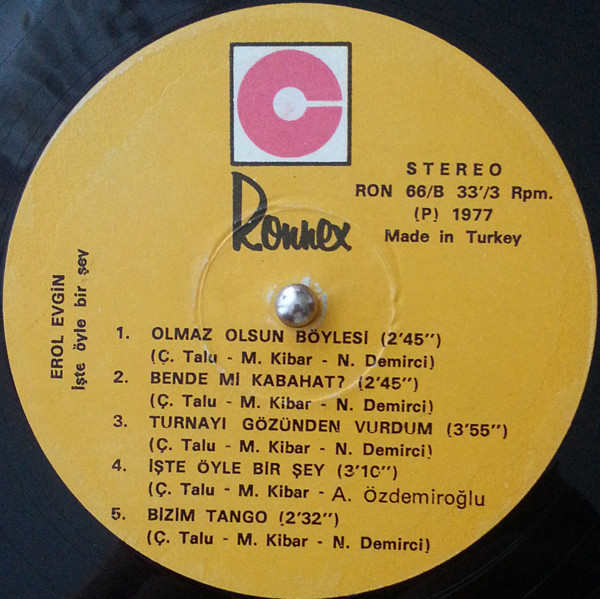 Ronnex
STEREO
RON 66/B 33'/3 Rpm.
(P) 1977
Made in Turkey
EROL EVGİN
İşte öyle bir şey
1. OLMAZ OLSUN BÖYLESİ (2'45")
(Ç. Talu - M. Kibar - N. Demirci)
2. BENDE Mİ KABAHAT? (2'45")
(Ç. Talu - M. Kibar - N. Demirci)
3. TURNAYI GÖZÜNDEN VURDUM (3'55")
(Ç. Talu - M. Kibar - N. Demirci)
4. İŞTE ÖYLE BİR ŞEY (3'10")
(Ç. Talu - M. Kibar - A. Özdemiroğlu
5. BİZİM TANGO (2'32")
(Ç. Talu - M. Kibar - N. Demirci)